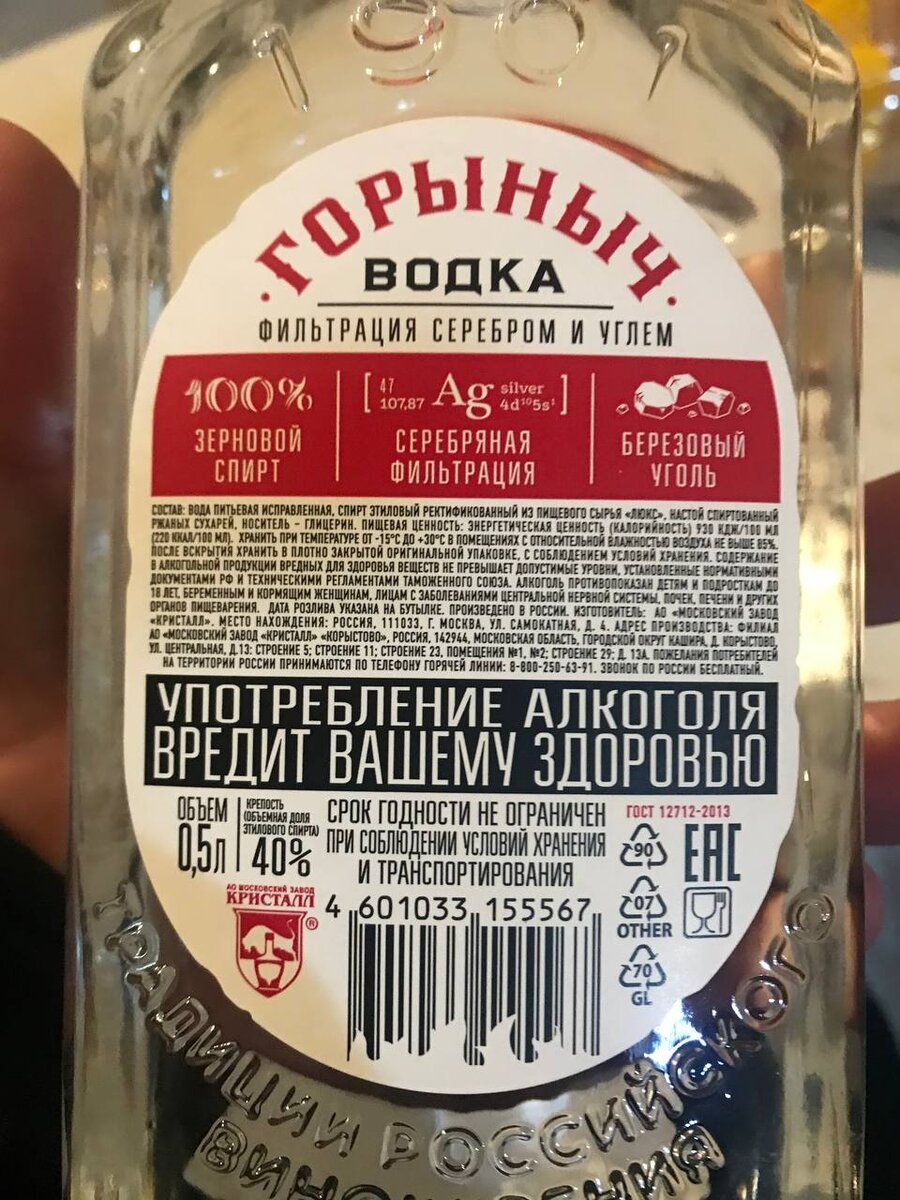 1901
ГОРЫНЫЧ
ВОДКА
ФИЛЬТРАЦИЯ СЕРЕБРОМ И УГЛЕМ
100%
ЗЕРНОВОЙ
СПИРТ
[ 47 107,87 Ag silver 4d¹⁰5s¹ ]
СЕРЕБРЯНАЯ
ФИЛЬТРАЦИЯ
БЕРЕЗОВЫЙ
УГОЛЬ
СОСТАВ: ВОДА ПИТЬЕВАЯ ИСПРАВЛЕННАЯ, СПИРТ ЭТИЛОВЫЙ РЕКТИФИКОВАННЫЙ ИЗ ПИЩЕВОГО СЫРЬЯ «ЛЮКС», НАСТОЙ СПИРТОВАННЫЙ
РЖАНЫХ СУХАРЕЙ, НОСИТЕЛЬ – ГЛИЦЕРИН. ПИЩЕВАЯ ЦЕННОСТЬ: ЭНЕРГЕТИЧЕСКАЯ ЦЕННОСТЬ (КАЛОРИЙНОСТЬ) 930 КДЖ/100 МЛ
(220 ККАЛ/100 МЛ). ХРАНИТЬ ПРИ ТЕМПЕРАТУРЕ ОТ -15°С ДО +30°С В ПОМЕЩЕНИЯХ С ОТНОСИТЕЛЬНОЙ ВЛАЖНОСТЬЮ ВОЗДУХА НЕ ВЫШЕ 85%.
ПОСЛЕ ВСКРЫТИЯ ХРАНИТЬ В ПЛОТНО ЗАКРЫТОЙ ОРИГИНАЛЬНОЙ УПАКОВКЕ, С СОБЛЮДЕНИЕМ УСЛОВИЙ ХРАНЕНИЯ. СОДЕРЖАНИЕ
В АЛКОГОЛЬНОЙ ПРОДУКЦИИ ВРЕДНЫХ ДЛЯ ЗДОРОВЬЯ ВЕЩЕСТВ НЕ ПРЕВЫШАЕТ ДОПУСТИМЫЕ УРОВНИ, УСТАНОВЛЕННЫЕ НОРМАТИВНЫМИ
ДОКУМЕНТАМИ РФ И ТЕХНИЧЕСКИМИ РЕГЛАМЕНТАМИ ТАМОЖЕННОГО СОЮЗА. АЛКОГОЛЬ ПРОТИВОПОКАЗАН ДЕТЯМ И ПОДРОСТКАМ ДО
18 ЛЕТ, БЕРЕМЕННЫМ И КОРМЯЩИМ ЖЕНЩИНАМ, ЛИЦАМ С ЗАБОЛЕВАНИЯМИ ЦЕНТРАЛЬНОЙ НЕРВНОЙ СИСТЕМЫ, ПОЧЕК, ПЕЧЕНИ И ДРУГИХ
ОРГАНОВ ПИЩЕВАРЕНИЯ. ДАТА РОЗЛИВА УКАЗАНА НА БУТЫЛКЕ. ПРОИЗВЕДЕНО В РОССИИ. ИЗГОТОВИТЕЛЬ: АО «МОСКОВСКИЙ ЗАВОД
«КРИСТАЛЛ». МЕСТО НАХОЖДЕНИЯ: РОССИЯ, 111033, Г. МОСКВА, УЛ. САМОКАТНАЯ, Д. 4. АДРЕС ПРОИЗВОДСТВА: ФИЛИАЛ
АО «МОСКОВСКИЙ ЗАВОД «КРИСТАЛЛ» «КОРЫСТОВО», РОССИЯ, 142944, МОСКОВСКАЯ ОБЛАСТЬ, ГОРОДСКОЙ ОКРУГ КАШИРА, Д. КОРЫСТОВО,
УЛ. ЦЕНТРАЛЬНАЯ, Д.13: СТРОЕНИЕ 5; СТРОЕНИЕ 11; СТРОЕНИЕ 23, ПОМЕЩЕНИЯ №1, №2; СТРОЕНИЕ 29; Д. 13А. ПОЖЕЛАНИЯ ПОТРЕБИТЕЛЕЙ
НА ТЕРРИТОРИИ РОССИИ ПРИНИМАЮТСЯ ПО ТЕЛЕФОНУ ГОРЯЧЕЙ ЛИНИИ: 8-800-250-63-91. ЗВОНОК ПО РОССИИ БЕСПЛАТНЫЙ.
УПОТРЕБЛЕНИЕ АЛКОГОЛЯ
ВРЕДИТ ВАШЕМУ ЗДОРОВЬЮ
ОБЪЕМ
0,5л
КРЕПОСТЬ
(ОБЪЕМНАЯ ДОЛЯ
ЭТИЛОВОГО СПИРТА)
40%
СРОК ГОДНОСТИ НЕ ОГРАНИЧЕН
ПРИ СОБЛЮДЕНИИ УСЛОВИЙ ХРАНЕНИЯ
И ТРАНСПОРТИРОВАНИЯ
ГОСТ 12712-2013
90
EAC
07
OTHER
70
GL
АО МОСКОВСКИЙ ЗАВОД
КРИСТАЛЛ
®
4 601033 155567
ТРАДИЦИИ РОССИЙСКОГО